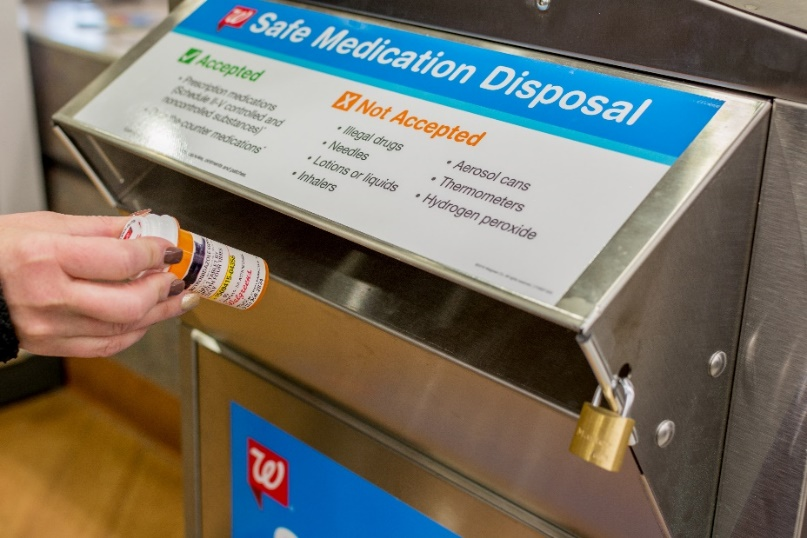 Safe Medication Disposal
Accepted
• Prescription medications
(Schedule II-V controlled and
noncontrolled substances)*
the counter medications*
Not Accepted
• Illegal drugs
• Needles
• Lotions or liquids
• Inhalers
• Aerosol cans
• Thermometers
• Hydrogen peroxide
Walgreens
W